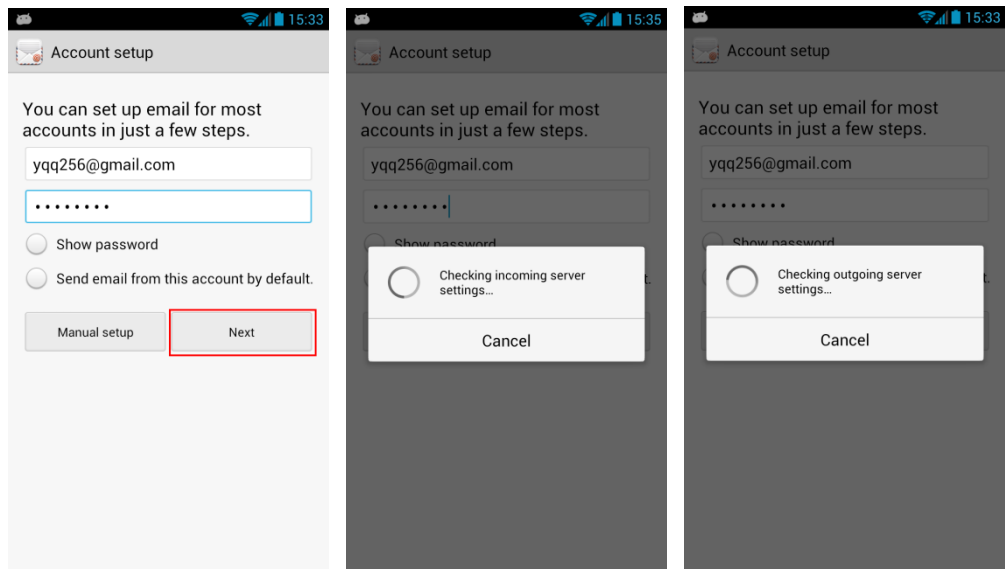 15:33
Account setup
You can set up email for most
accounts in just a few steps.
yqq256@gmail.com
••••••••
Show password
Send email from this account by default.
Manual setup
Next
15:35
Account setup
You can set up email for most
accounts in just a few steps.
yqq256@gmail.com
••••••••
Show password
t.
Checking incoming server
settings...
Cancel
15:33
Account setup
You can set up email for most
accounts in just a few steps.
yqq256@gmail.com
••••••••
Show password
t.
Checking outgoing server
settings...
Cancel